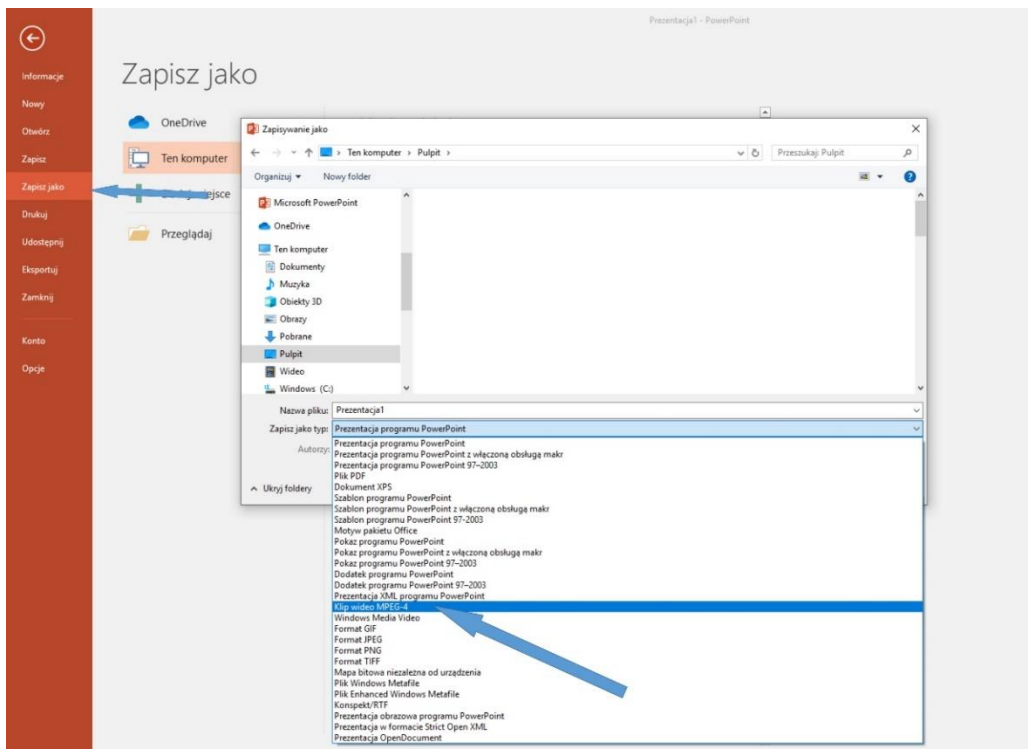 Prezentacja1 - PowerPoint
Informacje
Nowy
Otwórz
Zapisz
Zapisz jako
Drukuj
Udostępnij
Eksportuj
Zamknij
Konto
Opcje
Zapisz jako
OneDrive
Ten komputer
Przeglądaj
Zapisywanie jako
Ten komputer › Pulpit ›
Przeszukaj: Pulpit
Organizuj
Nowy folder
Microsoft PowerPoint
OneDrive
Ten komputer
Dokumenty
Muzyka
Obiekty 3D
Obrazy
Pobrane
Pulpit
Wideo
Windows (C:)
Nazwa pliku: Prezentacja1
Zapisz jako typ: Prezentacja programu PowerPoint
Autorzy:
Ukryj foldery
Prezentacja programu PowerPoint
Prezentacja programu PowerPoint z włączoną obsługą makr
Prezentacja programu PowerPoint 97–2003
Plik PDF
Dokument XPS
Szablon programu PowerPoint
Szablon programu PowerPoint z włączoną obsługą makr
Szablon programu PowerPoint 97-2003
Motyw pakietu Office
Pokaz programu PowerPoint
Pokaz programu PowerPoint z włączoną obsługą makr
Pokaz programu PowerPoint 97–2003
Dodatek programu PowerPoint
Dodatek programu PowerPoint 97–2003
Prezentacja XML programu PowerPoint
Klip wideo MPEG-4
Windows Media Video
Format GIF
Format JPEG
Format PNG
Format TIFF
Mapa bitowa niezależna od urządzenia
Plik Windows Metafile
Plik Enhanced Windows Metafile
Konspekt/RTF
Prezentacja obrazowa programu PowerPoint
Prezentacja w formacie Strict Open XML
Prezentacja OpenDocument